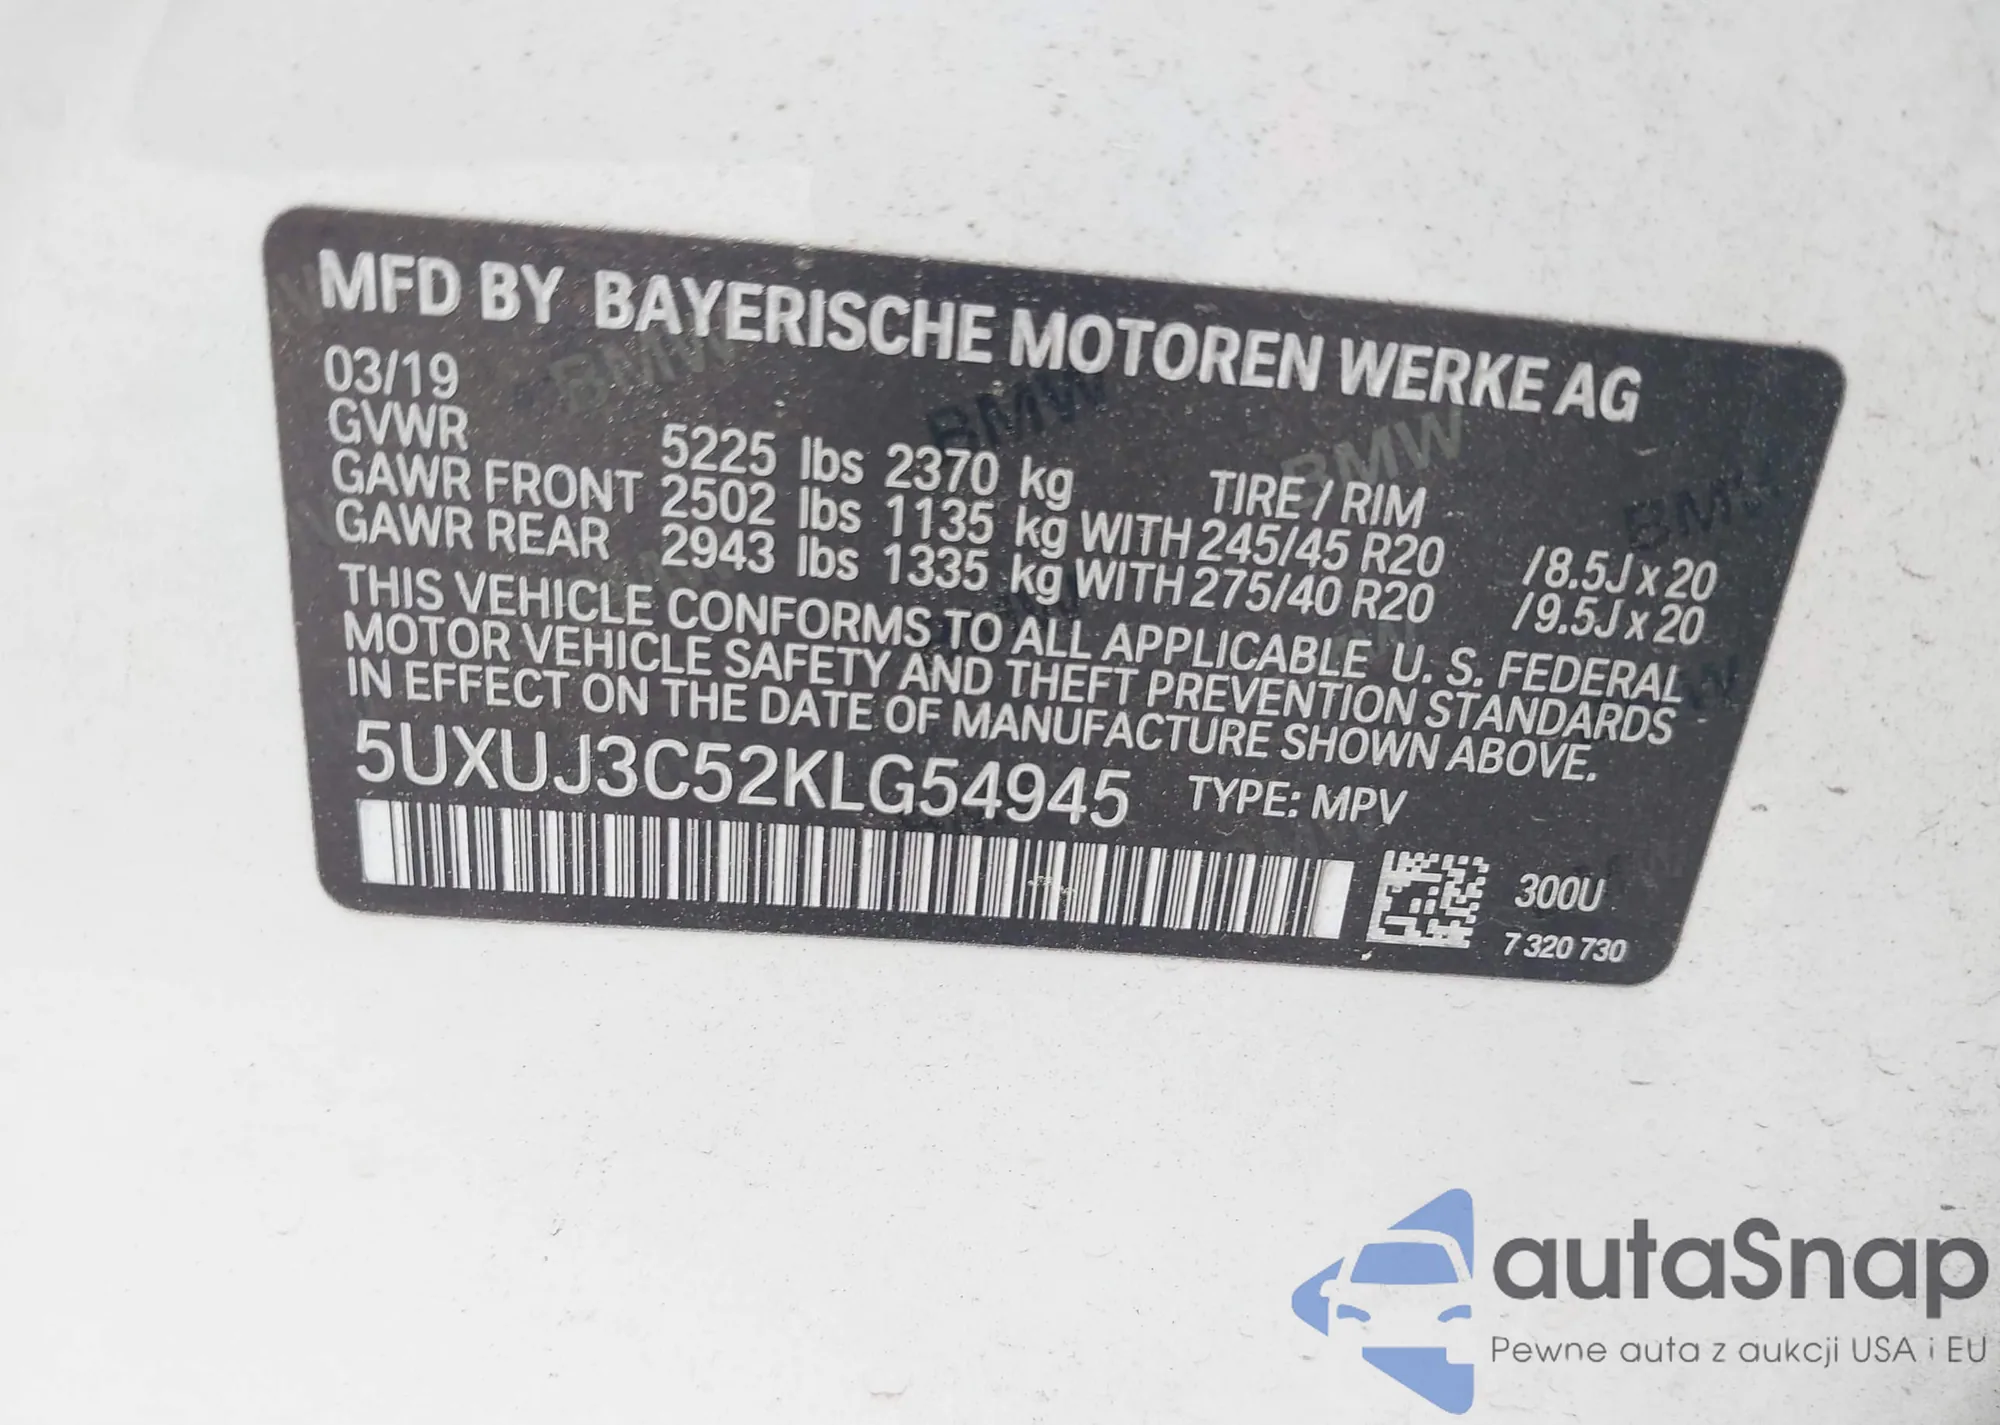 MFD BY BAYERISCHE MOTOREN WERKE AG
03/19
GVWR 5225 lbs 2370 kg TIRE / RIM
GAWR FRONT 2502 lbs 1135 kg WITH 245/45 R20 /8.5J x 20
GAWR REAR 2943 lbs 1335 kg WITH 275/40 R20 /9.5J x 20
THIS VEHICLE CONFORMS TO ALL APPLICABLE U. S. FEDERAL
MOTOR VEHICLE SAFETY AND THEFT PREVENTION STANDARDS
IN EFFECT ON THE DATE OF MANUFACTURE SHOWN ABOVE.
5UXUJ3C52KLG54945 TYPE: MPV
300U
7 320 730
autaSnap
Pewne auta z aukcji USA i EU